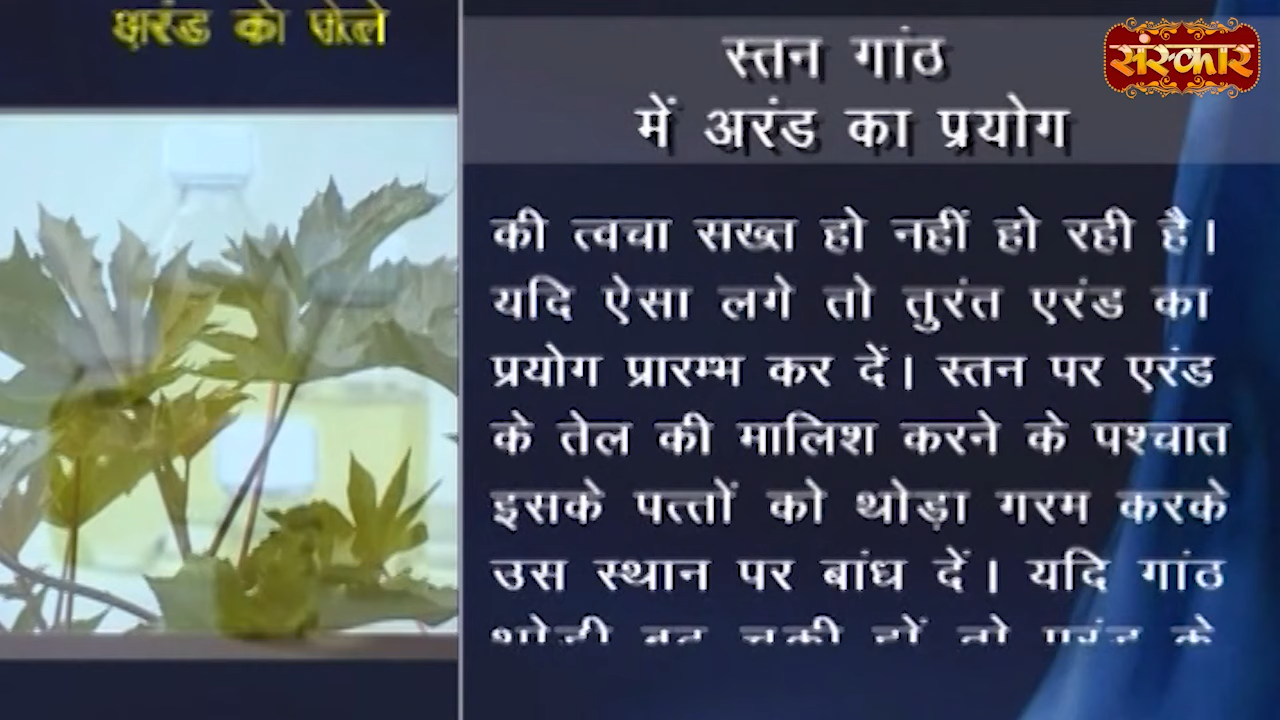 अरंड
संस्कार
स्तन गांठ
में अरंड का प्रयोग
की त्वचा सख्त हो नहीं हो रही है।
यदि ऐसा लगे तो तुरंत एरंड का
प्रयोग प्रारम्भ कर दें। स्तन पर एरंड
के तेल की मालिश करने के पश्चात
इसके पत्तों को थोड़ा गरम करके
उस स्थान पर बांध दें। यदि गांठ